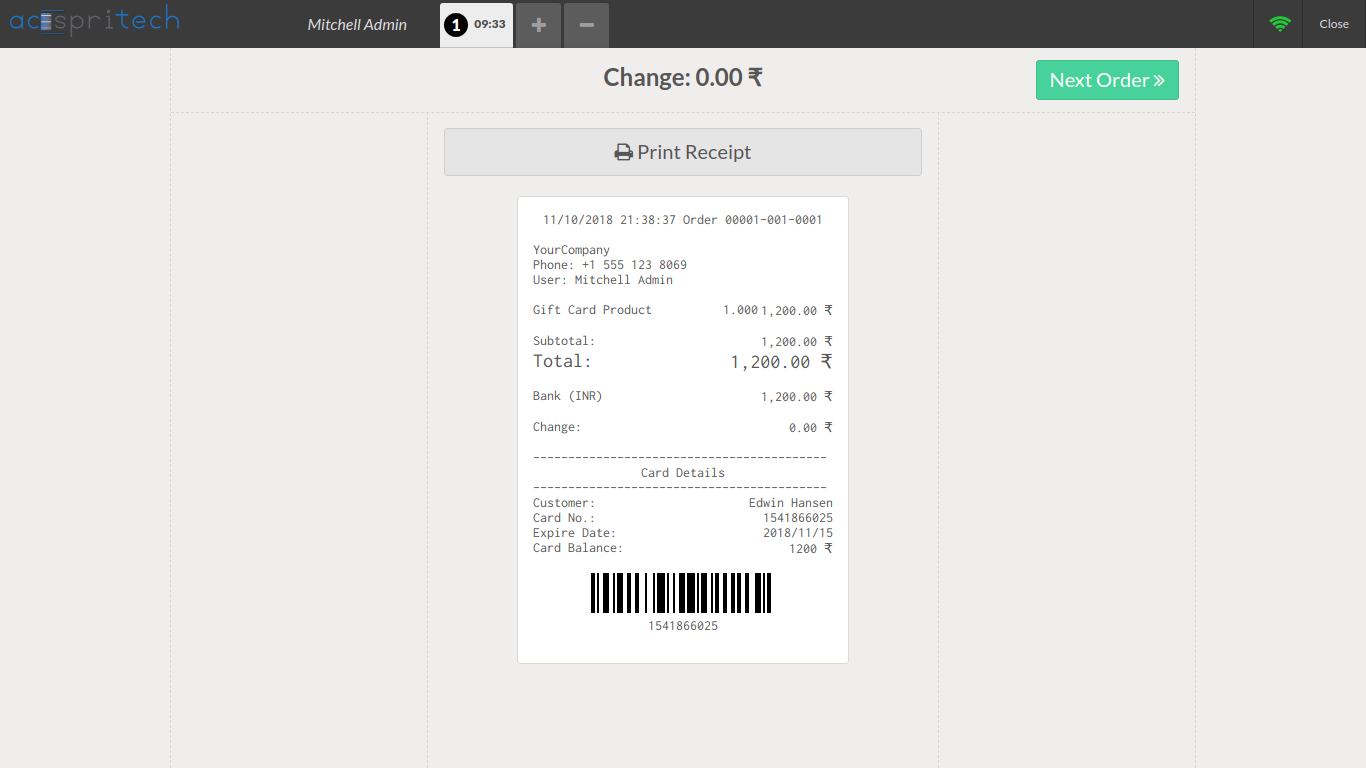 acespritech
Mitchell Admin
1 09:33
Close
Change: 0.00 ₹
Next Order
Print Receipt
11/10/2018 21:38:37 Order 00001-001-0001
YourCompany
Phone: +1 555 123 8069
User: Mitchell Admin
Gift Card Product 1.000 1,200.00 ₹
Subtotal: 1,200.00 ₹
Total: 1,200.00 ₹
Bank (INR) 1,200.00 ₹
Change: 0.00 ₹
------------------------------------------
Card Details
------------------------------------------
Customer: Edwin Hansen
Card No.: 1541866025
Expire Date: 2018/11/15
Card Balance: 1200 ₹
1541866025